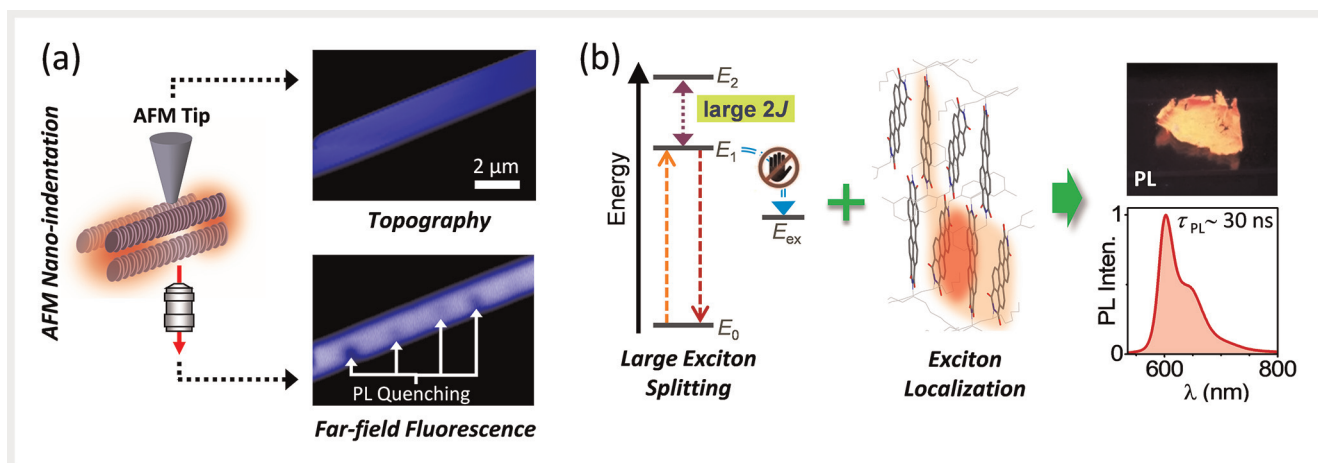 (a)
AFM Nano-indentation
AFM Tip
2 μm
Topography
PL Quenching
Far-field Fluorescence
(b)
Energy
E2
large 2J
E1
Eex
E0
Large Exciton
Splitting
Exciton
Localization
PL
PL Inten.
1
0
τPL~ 30 ns
600
800
λ (nm)